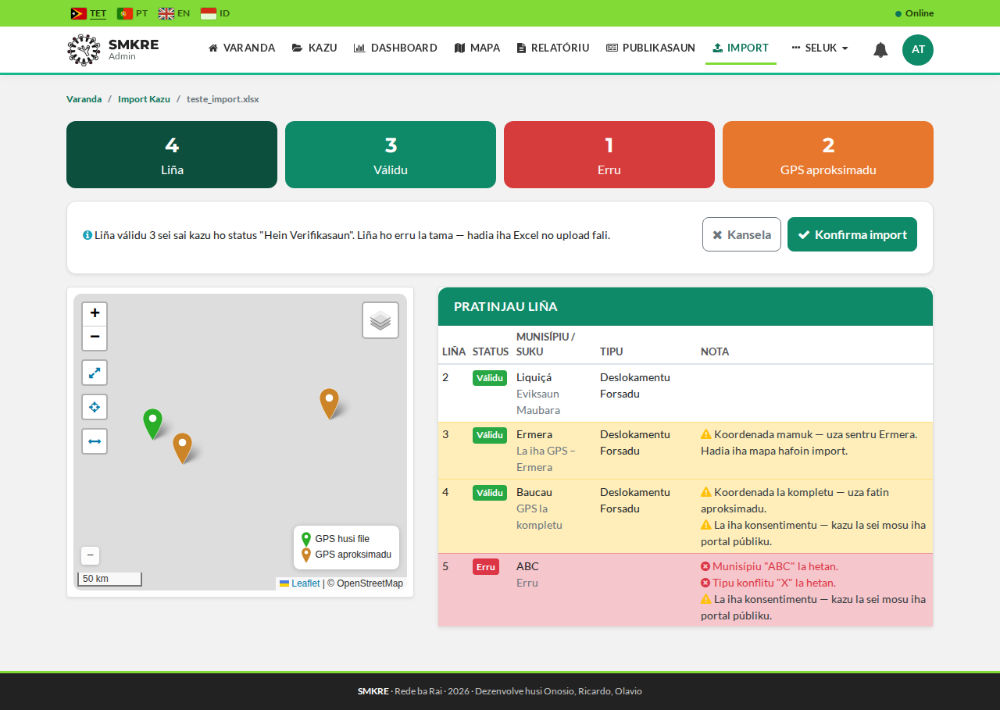 TET PT EN ID Online
SMKRE
Admin
VARANDA KAZU DASHBOARD MAPA RELATÓRIU PUBLIKASAUN IMPORT SELUK AT
Varanda / Import Kazu / teste_import.xlsx
4 3 1 2
Liña Válidu Erru GPS aproksimadu
Liña válidu 3 sei sai kazu ho status "Hein Verifikasaun". Liña ho erru la tama — hadia iha Excel no upload fali. Kansela Konfirma import
+
−
GPS husi file
GPS aproksimadu
–
50 km
Leaflet | © OpenStreetMap
PRATINJAU LIÑA
LIÑA STATUS MUNISÍPIU / SUKU TIPU NOTA
2 Válidu Liquiçá Deslokamentu
Eviksaun Forsadu
Maubara
3 Válidu Ermera Deslokamentu Koordenada mamuk — uza sentru Ermera.
La iha GPS – Forsadu Hadia iha mapa hafoin import.
Ermera
4 Válidu Baucau Deslokamentu Koordenada la kompletu — uza fatin
GPS la Forsadu aproksimadu.
kompletu La iha konsentimentu — kazu la sei mosu iha
portal públiku.
5 Erru ABC Munisípiu "ABC" la hetan.
Erru Tipu konflitu "X" la hetan.
La iha konsentimentu — kazu la sei mosu iha
portal públiku.
SMKRE · Rede ba Rai · 2026 · Dezenvolve husi Onosio, Ricardo, Olavio